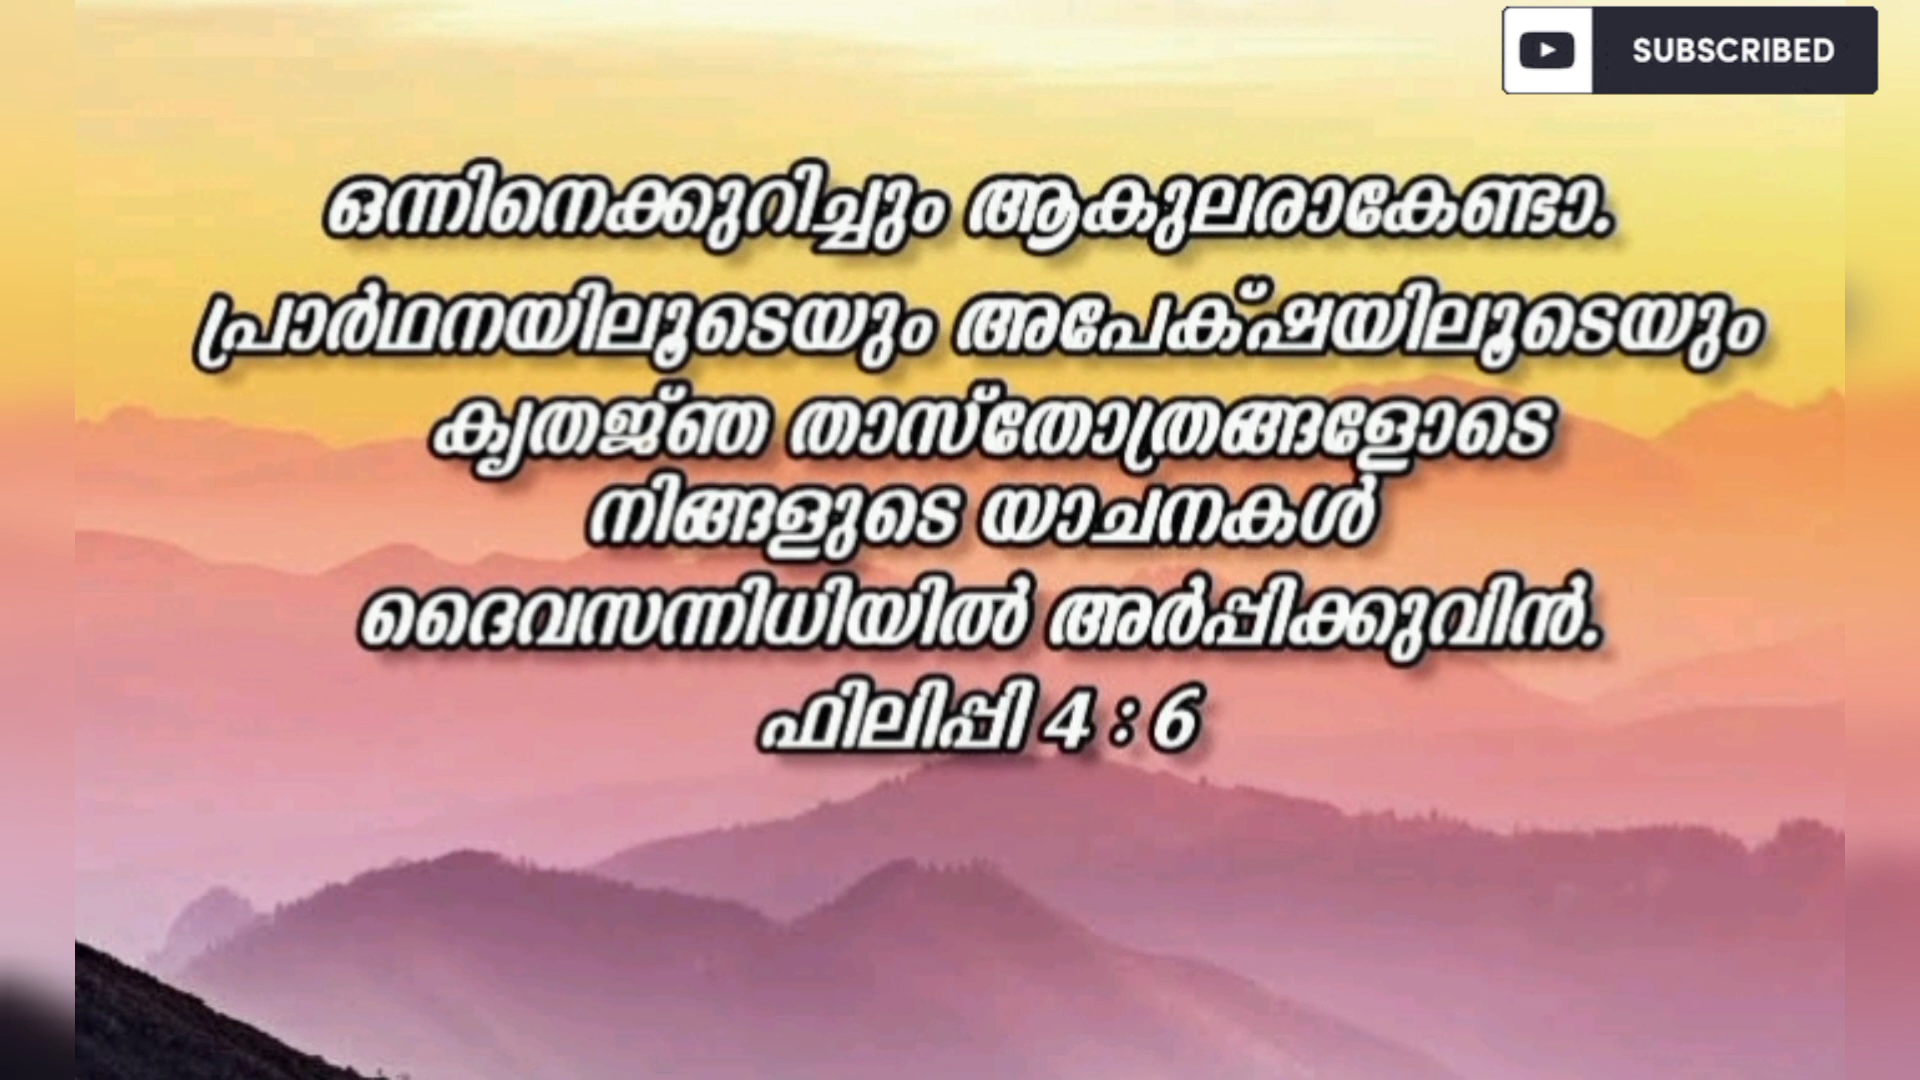 SUBSCRIBED
ഒന്നിനെക്കുറിച്ചും ആകുലരാകേണ്ടാ.
പ്രാർഥനയിലൂടെയും അപേക്‌ഷയിലൂടെയും
കൃതജ്ഞ താസ്തോത്രങ്ങളോടെ
നിങ്ങളുടെ യാചനകൾ
ദൈവസന്നിധിയിൽ അർപ്പിക്കുവിൻ.
ഫിലിപ്പി 4 : 6